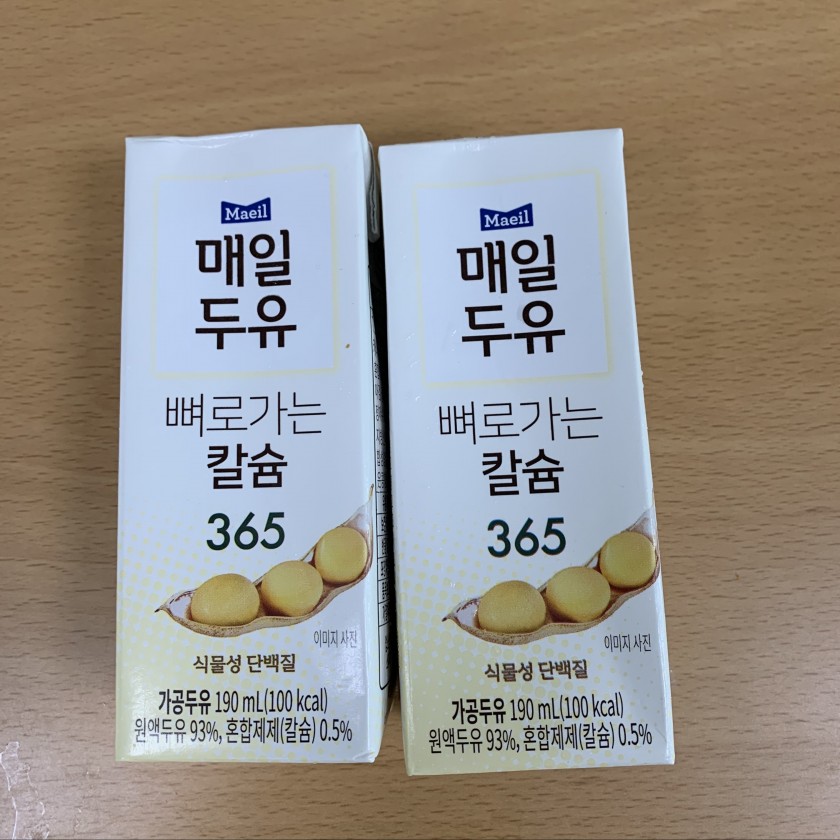 Maeil
매일
두유
뼈로가는
칼슘
365
이미지 사진
식물성 단백질
가공두유 190 mL(100 kcal)
원액두유 93%, 혼합제제(칼슘) 0.5%
Maeil
매일
두유
뼈로가는
칼슘
365
이미지 사진
식물성 단백질
가공두유 190 mL(100 kcal)
원액두유 93%, 혼합제제(칼슘) 0.5%